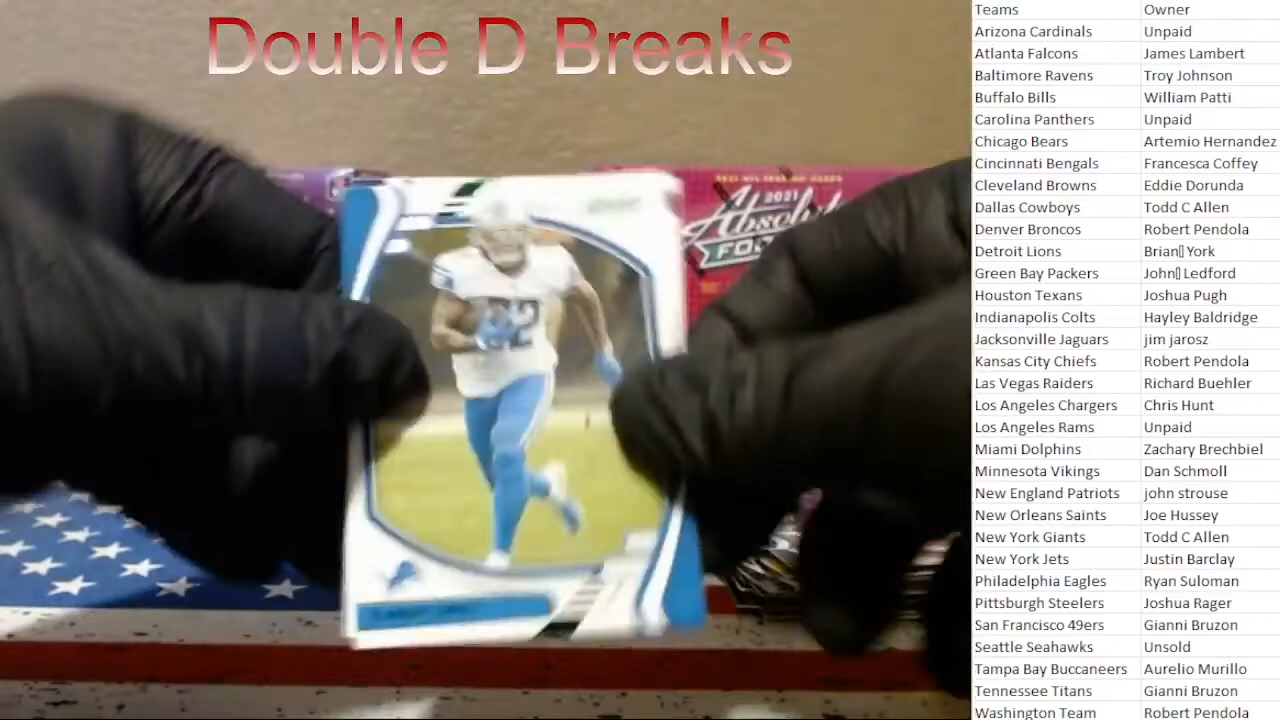 Double D Breaks
2021
Absolute
Teams Owner
Arizona Cardinals Unpaid
Atlanta Falcons James Lambert
Baltimore Ravens Troy Johnson
Buffalo Bills William Patti
Carolina Panthers Unpaid
Chicago Bears Artemio Hernandez
Cincinnati Bengals Francesca Coffey
Cleveland Browns Eddie Dorunda
Dallas Cowboys Todd C Allen
Denver Broncos Robert Pendola
Detroit Lions Brian▯York
Green Bay Packers John▯Ledford
Houston Texans Joshua Pugh
Indianapolis Colts Hayley Baldridge
Jacksonville Jaguars jim jarosz
Kansas City Chiefs Robert Pendola
Las Vegas Raiders Richard Buehler
Los Angeles Chargers Chris Hunt
Los Angeles Rams Unpaid
Miami Dolphins Zachary Brechbiel
Minnesota Vikings Dan Schmoll
New England Patriots john strouse
New Orleans Saints Joe Hussey
New York Giants Todd C Allen
New York Jets Justin Barclay
Philadelphia Eagles Ryan Suloman
Pittsburgh Steelers Joshua Rager
San Francisco 49ers Gianni Bruzon
Seattle Seahawks Unsold
Tampa Bay Buccaneers Aurelio Murillo
Tennessee Titans Gianni Bruzon
Washington Team Robert Pendola